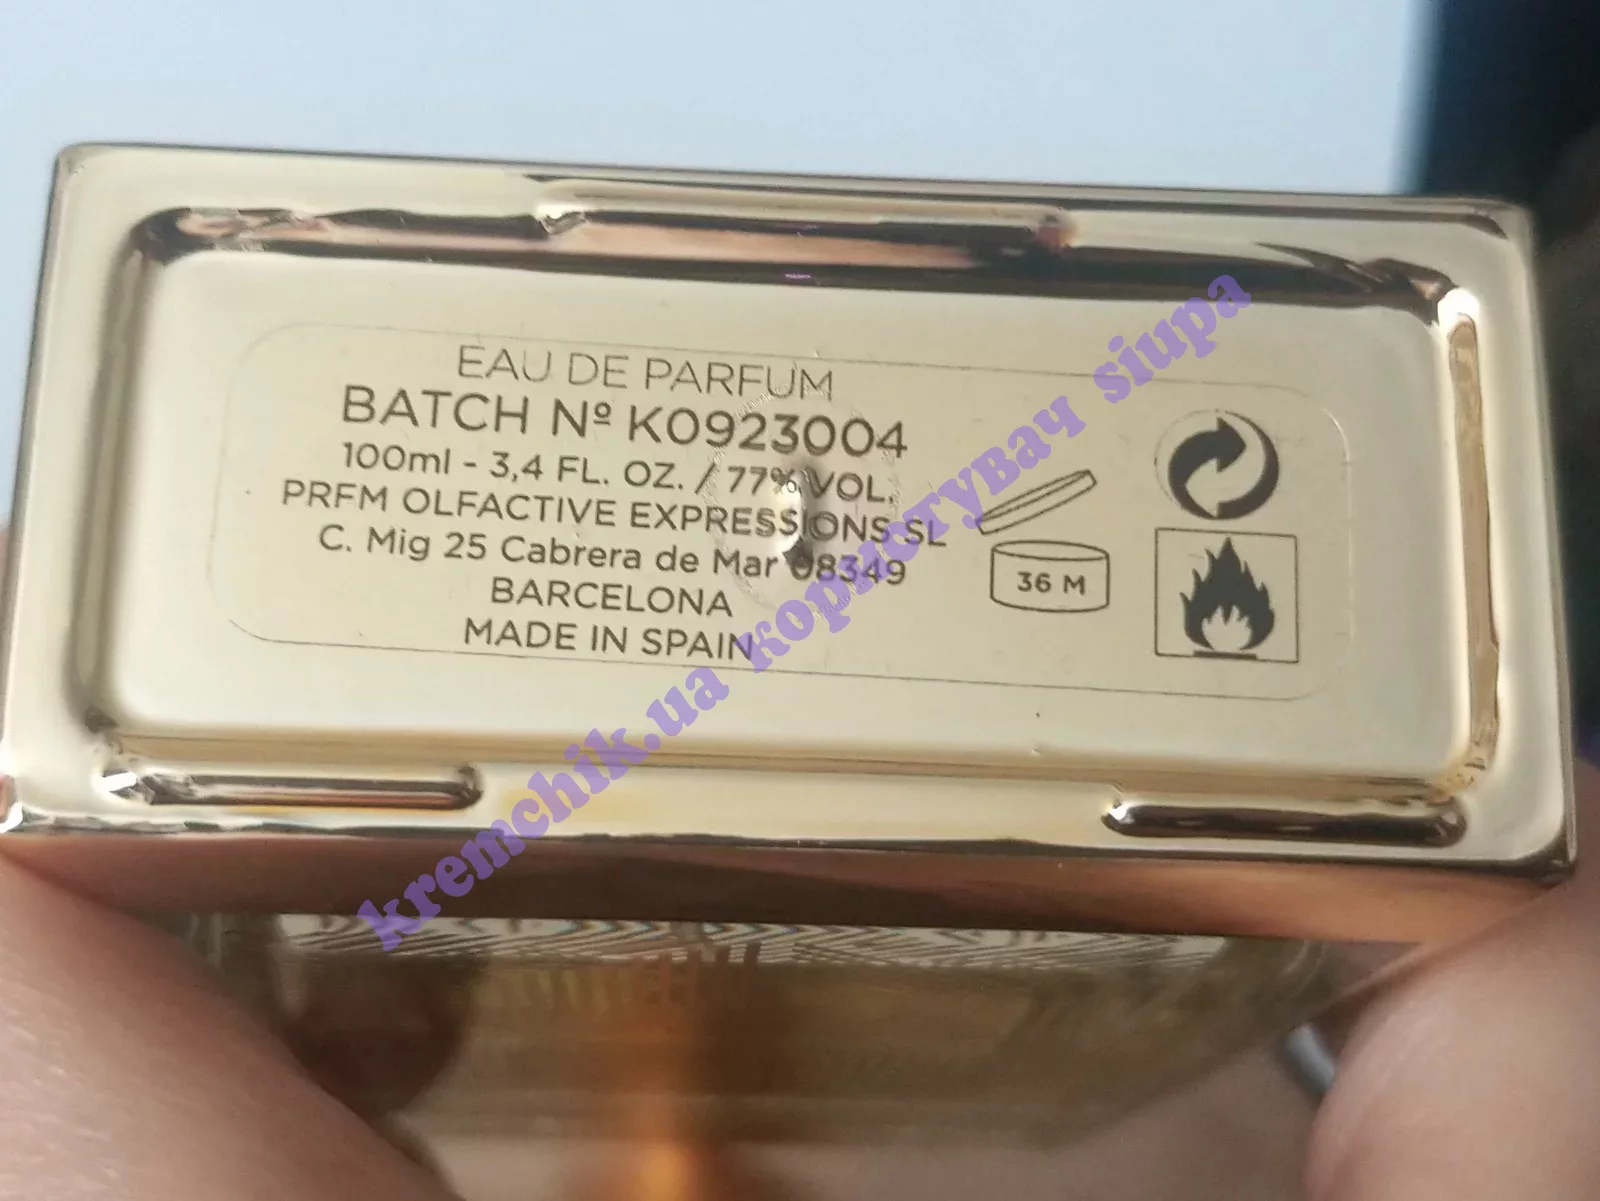 EAU DE PARFUM
BATCH Nº K0923004
100ml - 3,4 FL. OZ. / 77% VOL.
PRFM OLFACTIVE EXPRESSIONS SL
C. Mig 25 Cabrera de Mar 08349
BARCELONA
MADE IN SPAIN
36 M
kremchik.ua користувач siupa